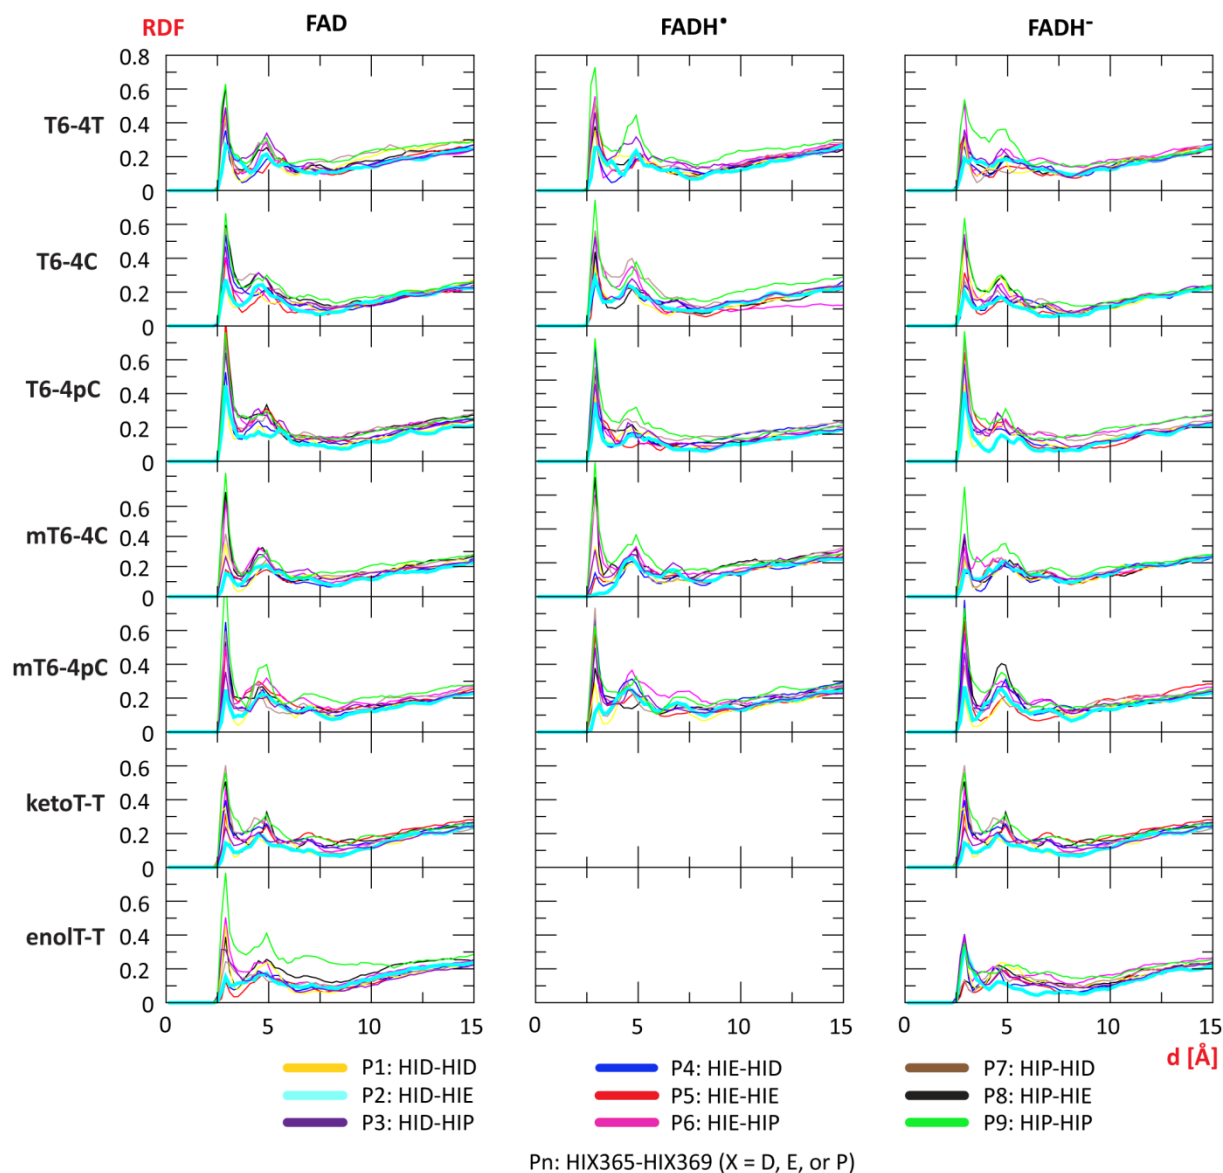 RDF FAD FADH• FADH⁻
0.8
0.6
0.4
0.2
0
T6-4T
0.6
0.4
0.2
0
T6-4C
0.6
0.4
0.2
0
T6-4pC
0.6
0.4
0.2
0
mT6-4C
0.6
0.4
0.2
0
mT6-4pC
0.6
0.4
0.2
0
ketoT-T
0.6
0.4
0.2
0
enolT-T
0 5 10 15 0 5 10 15 0 5 10 15
d [Å]
P1: HID-HID P4: HIE-HID P7: HIP-HID
P2: HID-HIE P5: HIE-HIE P8: HIP-HIE
P3: HID-HIP P6: HIE-HIP P9: HIP-HIP
Pn: HIX365-HIX369 (X = D, E, or P)